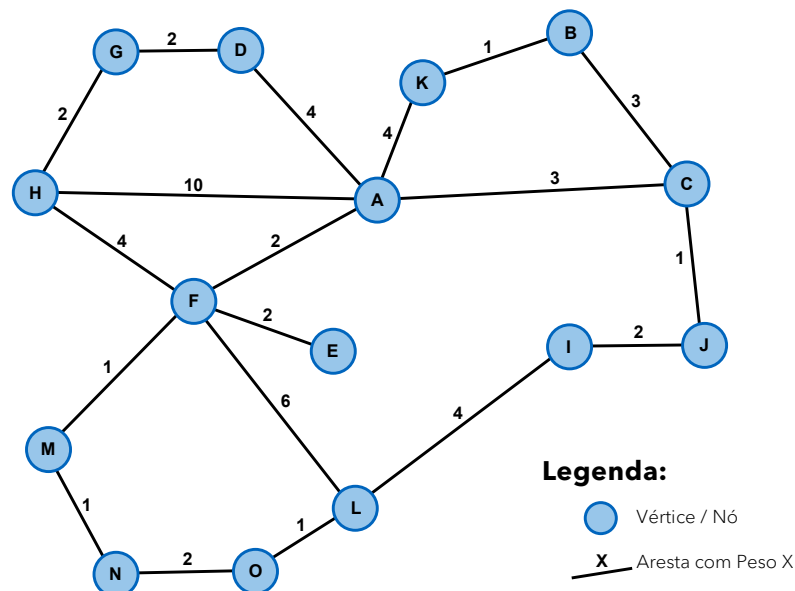 B
1
G
2
D
K
3
2
4
4
H
10
A
3
C
4
2
1
F
2
E
I
2
J
1
6
4
M
Legenda:
1
L
Vértice / Nó
1
N
2
O
X
Aresta com Peso X